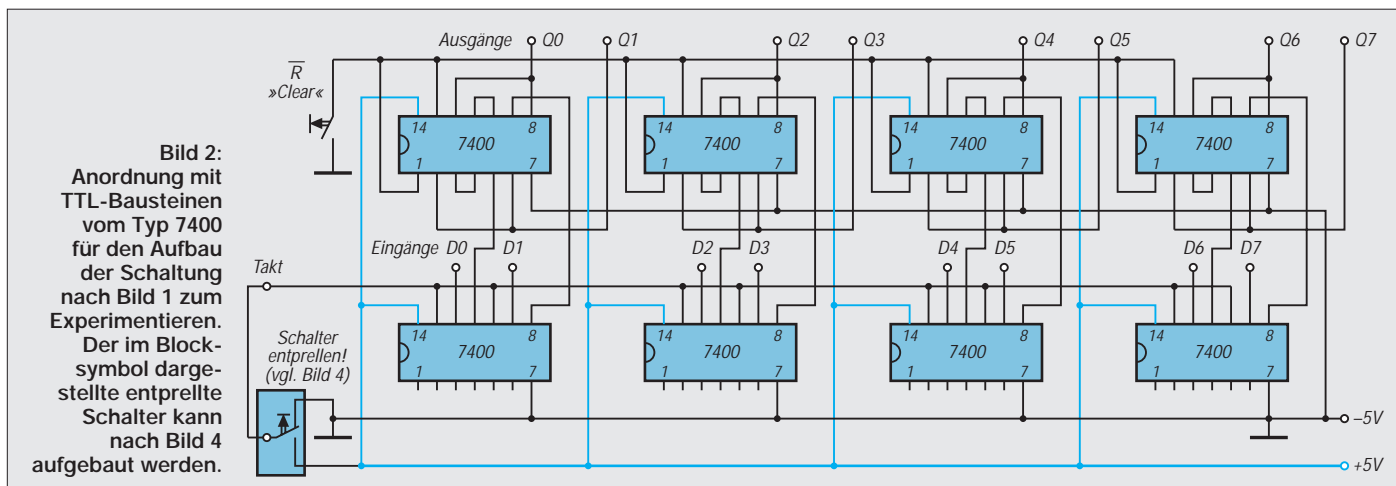 Bild 2:
Anordnung mit
TTL-Bausteinen
vom Typ 7400
für den Aufbau
der Schaltung
nach Bild 1 zum
Experimentieren.
Der im Block-
symbol darge-
stellte entprellte
Schalter kann
nach Bild 4
aufgebaut werden.
Ausgänge Q0 Q1 Q2 Q3 Q4 Q5 Q6 Q7
R
»Clear«
14 8 14 8 14 8 14 8
7400 7400 7400 7400
1 7 1 7 1 7 1 7
Eingänge D0 D1 D2 D3 D4 D5 D6 D7
Takt
14 8 14 8 14 8 14 8
7400 7400 7400 7400
1 7 1 7 1 7 1 7
Schalter
entprellen!
(vgl. Bild 4)
–5V
+5V